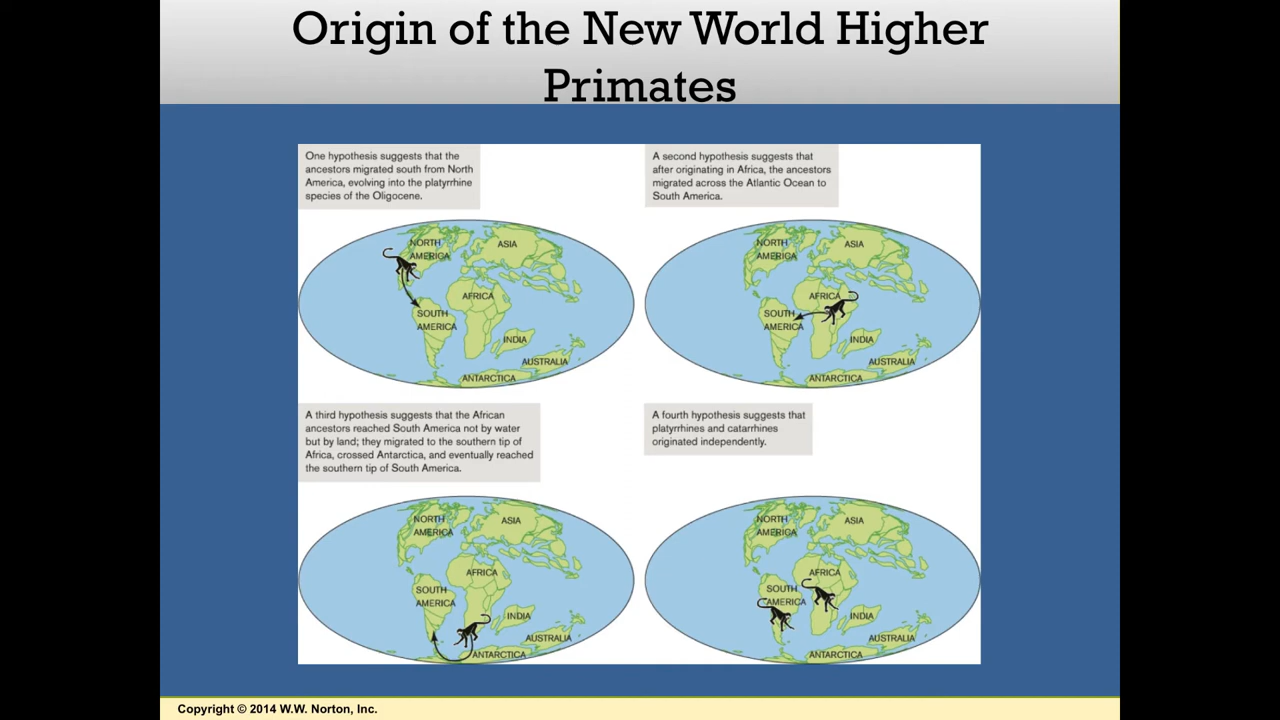 Origin of the New World Higher
Primates
One hypothesis suggests that the
ancestors migrated south from North
America, evolving into the platyrrhine
species of the Oligocene.
NORTH
AMERICA
ASIA
AFRICA
SOUTH
AMERICA
INDIA
AUSTRALIA
ANTARCTICA
A second hypothesis suggests that
after originating in Africa, the ancestors
migrated across the Atlantic Ocean to
South America.
NORTH
AMERICA
ASIA
AFRICA
SOUTH
AMERICA
INDIA
AUSTRALIA
ANTARCTICA
A third hypothesis suggests that the African
ancestors reached South America not by water
but by land; they migrated to the southern tip of
Africa, crossed Antarctica, and eventually reached
the southern tip of South America.
NORTH
AMERICA
ASIA
AFRICA
SOUTH
AMERICA
INDIA
AUSTRALIA
ANTARCTICA
A fourth hypothesis suggests that
platyrrhines and catarrhines
originated independently.
NORTH
AMERICA
ASIA
AFRICA
SOUTH
AMERICA
INDIA
AUSTRALIA
ANTARCTICA
Copyright © 2014 W.W. Norton, Inc.